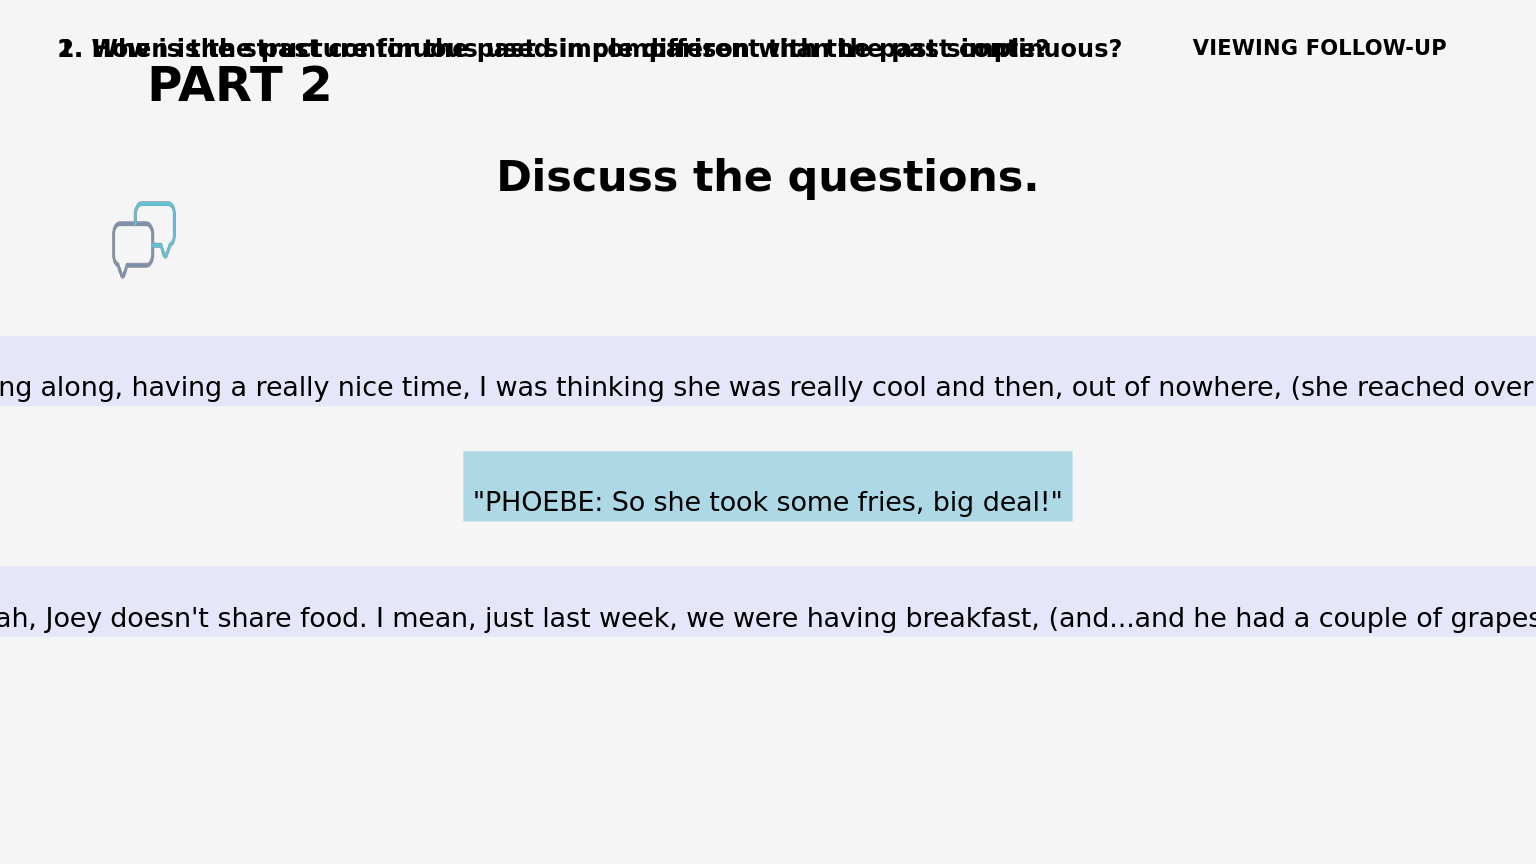 1. When is the past continuous used in comparison with the past simple?
2. How is the structure for the past simple different than the past continuous?
VIEWING FOLLOW-UP
PART 2
Discuss the questions.
ng along, having a really nice time, I was thinking she was really cool and then, out of nowhere, (she reached over
"PHOEBE: So she took some fries, big deal!"
ah, Joey doesn't share food. I mean, just last week, we were having breakfast, (and...and he had a couple of grapes